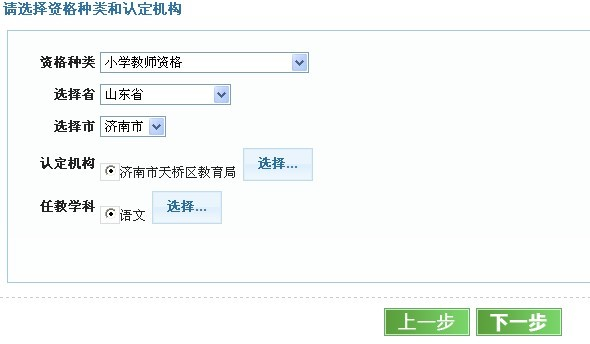 请选择资格种类和认定机构
资格种类 小学教师资格
选择省 山东省
选择市 济南市
认定机构 济南市天桥区教育局 选择...
任教学科 语文 选择...
上一步 下一步